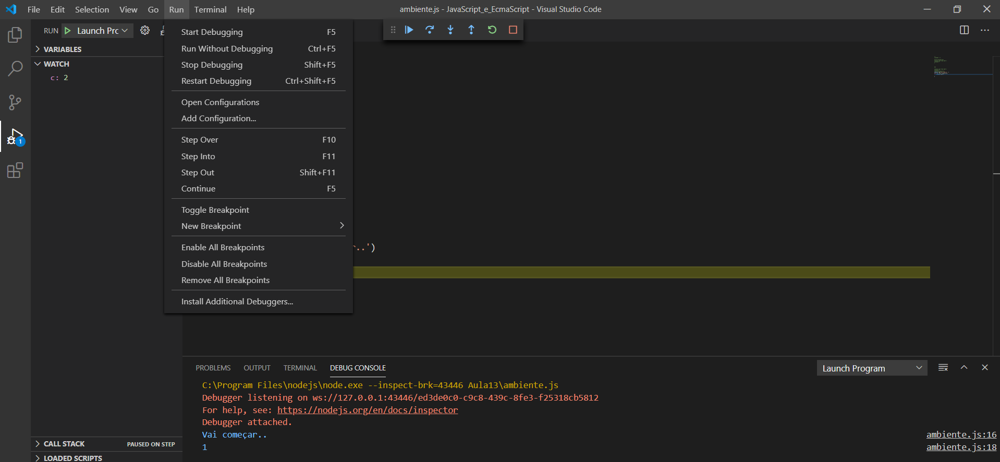 File Edit Selection View Go Run Terminal Help
ambiente.js - JavaScript_e_EcmaScript - Visual Studio Code
RUN Launch Prc
VARIABLES
WATCH
c: 2
1
Start Debugging F5
Run Without Debugging Ctrl+F5
Stop Debugging Shift+F5
Restart Debugging Ctrl+Shift+F5
Open Configurations
Add Configuration...
Step Over F10
Step Into F11
Step Out Shift+F11
Continue F5
Toggle Breakpoint
New Breakpoint
Enable All Breakpoints
Disable All Breakpoints
Remove All Breakpoints
Install Additional Debuggers...
r..')
PROBLEMS OUTPUT TERMINAL DEBUG CONSOLE Launch Program
C:\Program Files\nodejs\node.exe --inspect-brk=43446 Aula13\ambiente.js
Debugger listening on ws://127.0.0.1:43446/ed3de0c0-c9c8-439c-8fe3-f25318cb5812
For help, see: https://nodejs.org/en/docs/inspector
Debugger attached.
Vai começar.. ambiente.js:16
1 ambiente.js:18
CALL STACK PAUSED ON STEP
LOADED SCRIPTS